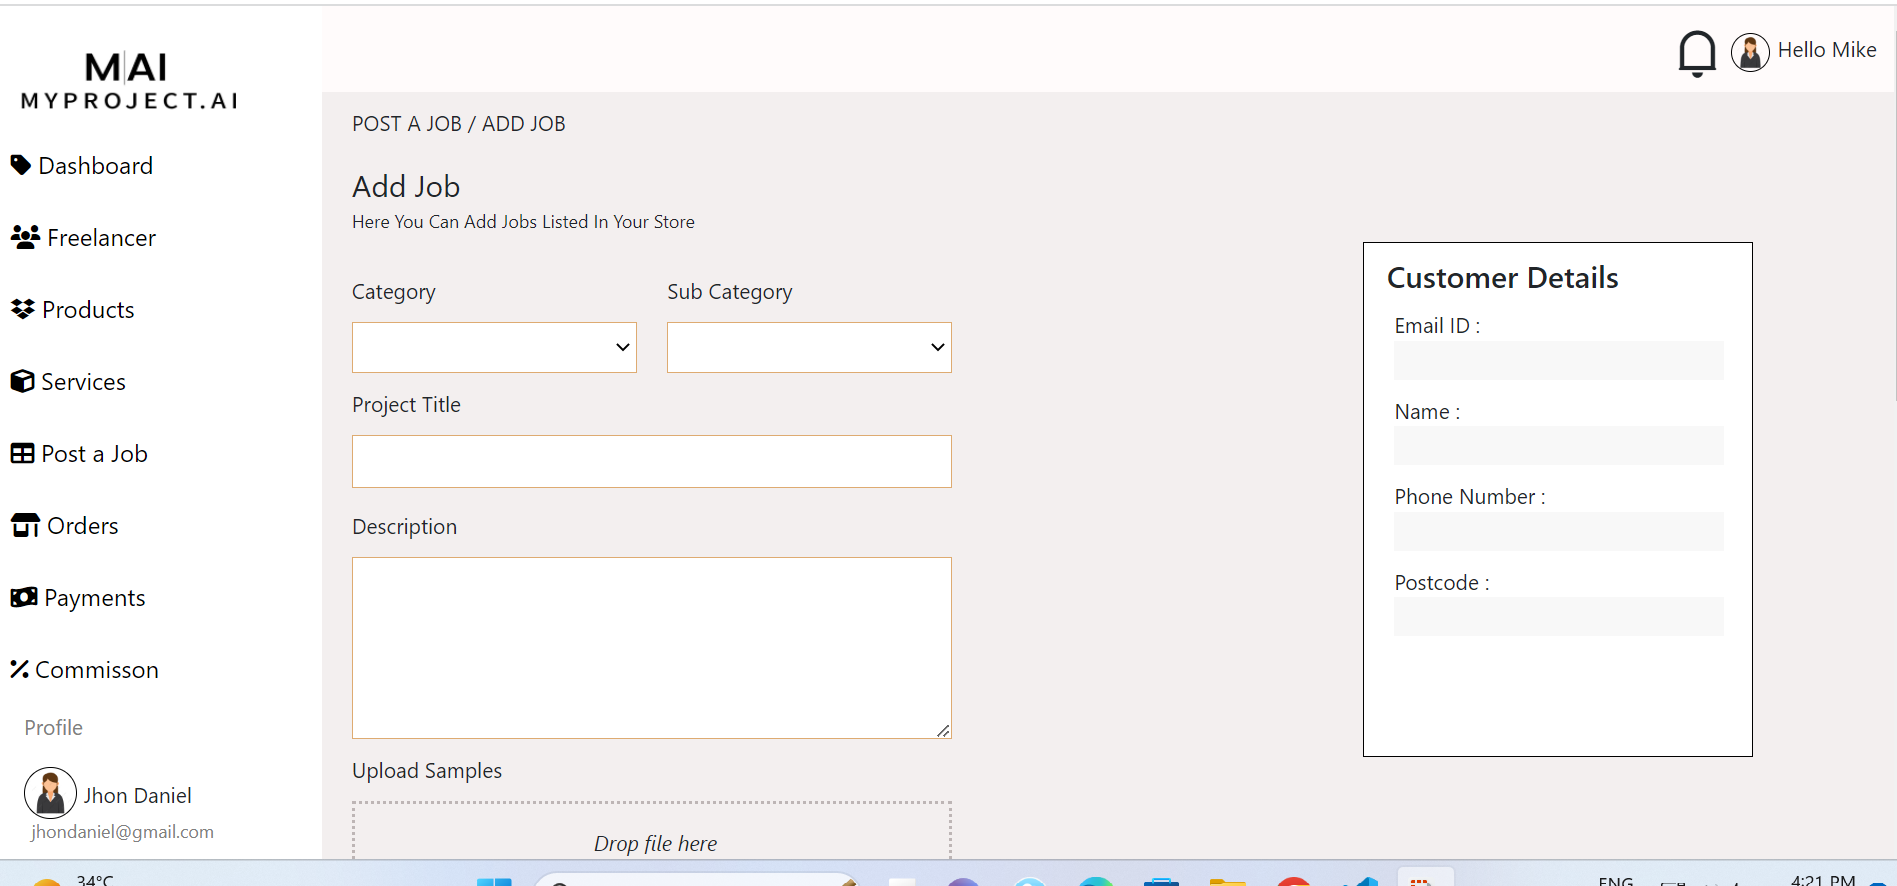 MAI
MYPROJECT.AI
Dashboard
Freelancer
Products
Services
Post a Job
Orders
Payments
Commisson
Profile
Jhon Daniel
jhondaniel@gmail.com
Hello Mike
POST A JOB / ADD JOB
Add Job
Here You Can Add Jobs Listed In Your Store
Category
Sub Category
Project Title
Description
Upload Samples
Drop file here
Customer Details
Email ID :
Name :
Phone Number :
Postcode :
34°C
ENG
4:21 PM